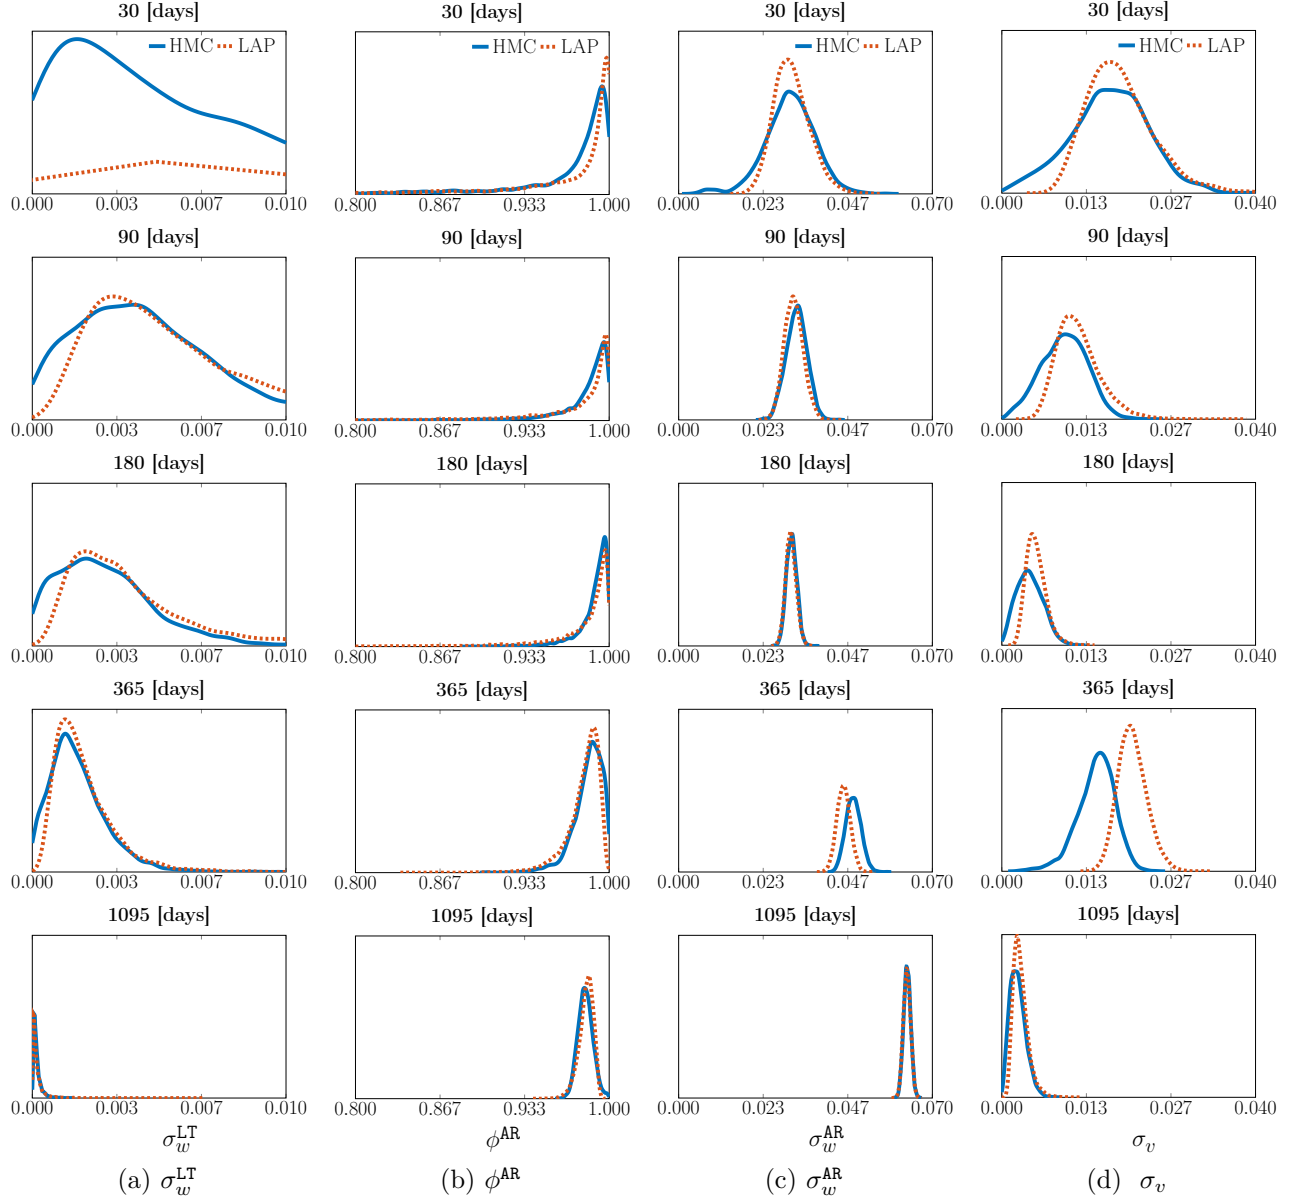 30 [days] 30 [days] 30 [days] 30 [days]
HMC LAP HMC LAP HMC LAP HMC LAP
0.000 0.003 0.007 0.010 0.800 0.867 0.933 1.000 0.000 0.023 0.047 0.070 0.000 0.013 0.027 0.040
90 [days] 90 [days] 90 [days] 90 [days]
0.000 0.003 0.007 0.010 0.800 0.867 0.933 1.000 0.000 0.023 0.047 0.070 0.000 0.013 0.027 0.040
180 [days] 180 [days] 180 [days] 180 [days]
0.000 0.003 0.007 0.010 0.800 0.867 0.933 1.000 0.000 0.023 0.047 0.070 0.000 0.013 0.027 0.040
365 [days] 365 [days] 365 [days] 365 [days]
0.000 0.003 0.007 0.010 0.800 0.867 0.933 1.000 0.000 0.023 0.047 0.070 0.000 0.013 0.027 0.040
1095 [days] 1095 [days] 1095 [days] 1095 [days]
0.000 0.003 0.007 0.010 0.800 0.867 0.933 1.000 0.000 0.023 0.047 0.070 0.000 0.013 0.027 0.040
σ_w^LT φ^AR σ_w^AR σ_v
(a) σ_w^LT (b) φ^AR (c) σ_w^AR (d) σ_v